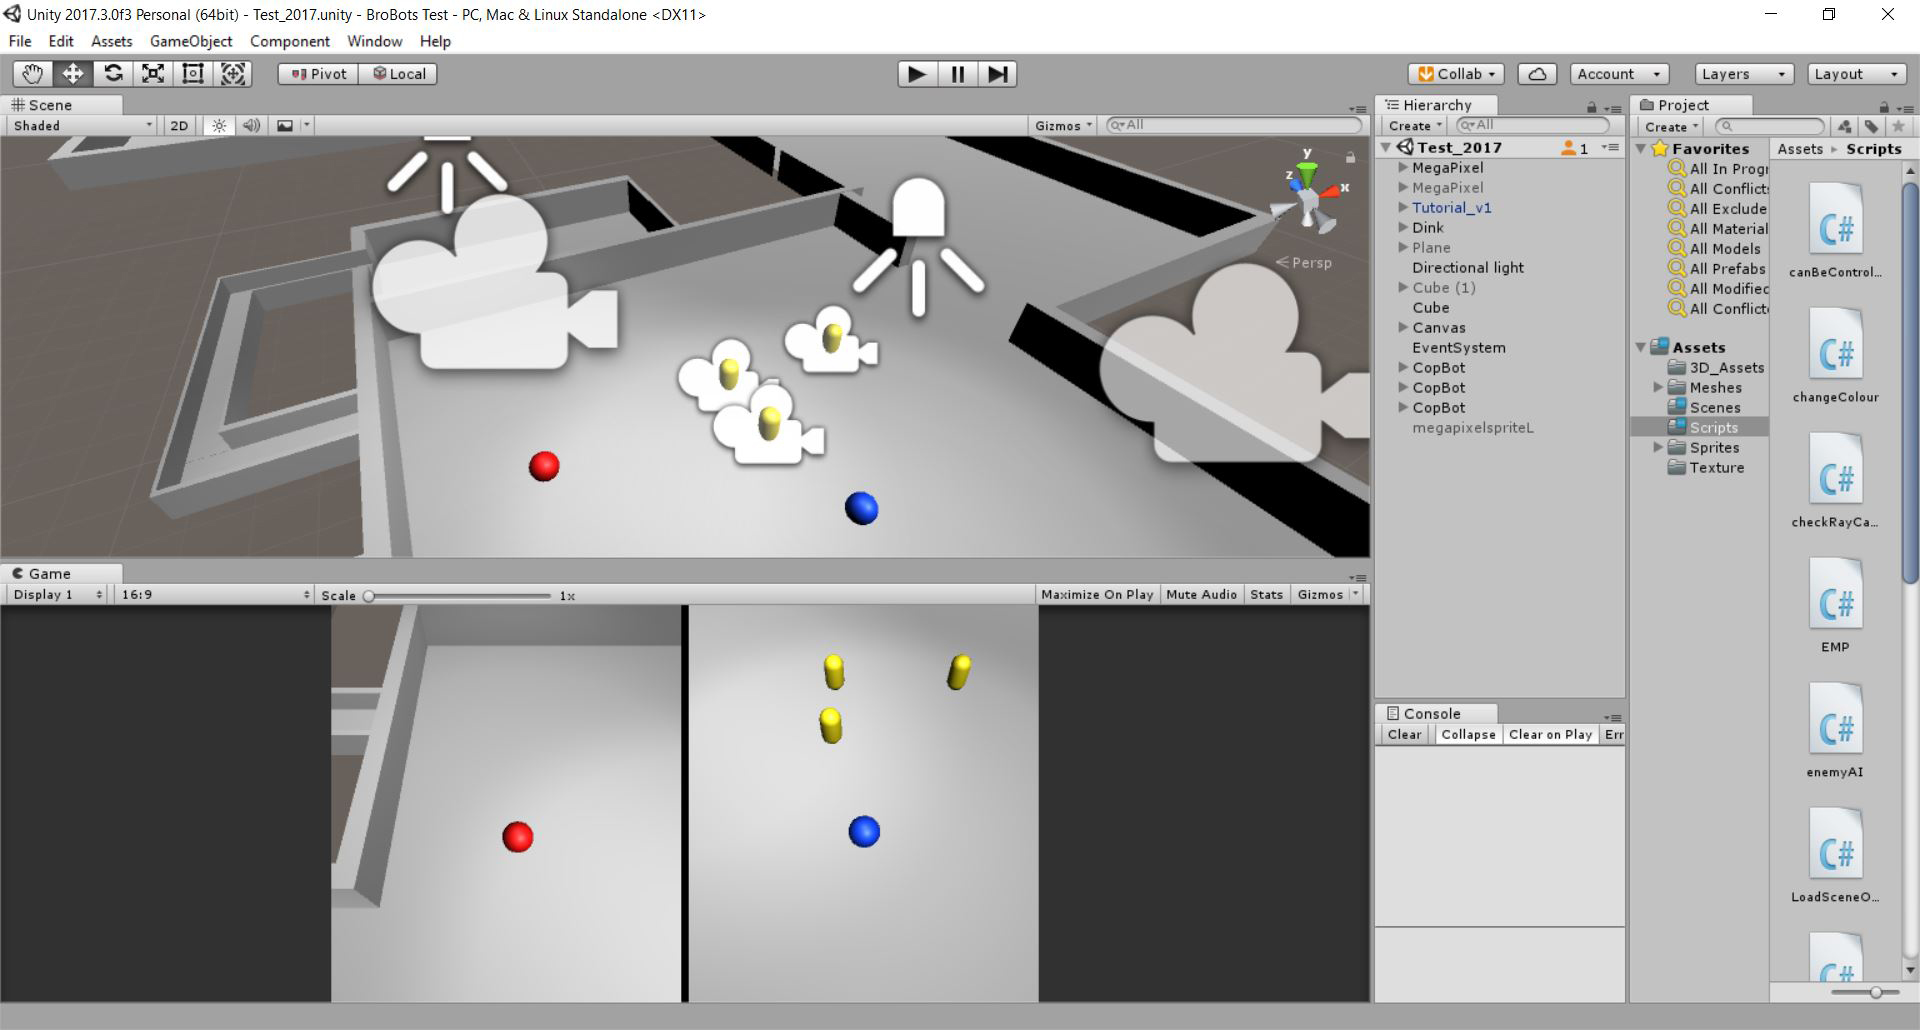 Unity 2017.3.0f3 Personal (64bit) - Test_2017.unity - BroBots Test - PC, Mac & Linux Standalone <DX11>
File Edit Assets GameObject Component Window Help
Pivot Local Collab Account Layers Layout
Scene
Shaded 2D Gizmos All
y
z
x
Persp
Game
Display 1 16:9 Scale 1x Maximize On Play Mute Audio Stats Gizmos
Hierarchy
Create All
Test_2017 1
MegaPixel
MegaPixel
Tutorial_v1
Dink
Plane
Directional light
Cube (1)
Cube
Canvas
EventSystem
CopBot
CopBot
CopBot
megapixelspriteL
Console
Clear Collapse Clear on Play Err
Project
Create
Favorites
All In Progr
All Conflicts
All Exclude
All Material
All Models
All Prefabs
All Modified
All Conflicte
Assets
3D_Assets
Meshes
Scenes
Scripts
Sprites
Texture
Assets Scripts
C#
canBeControl...
C#
changeColour
C#
checkRayCa...
C#
EMP
C#
enemyAI
C#
LoadSceneO...
C#